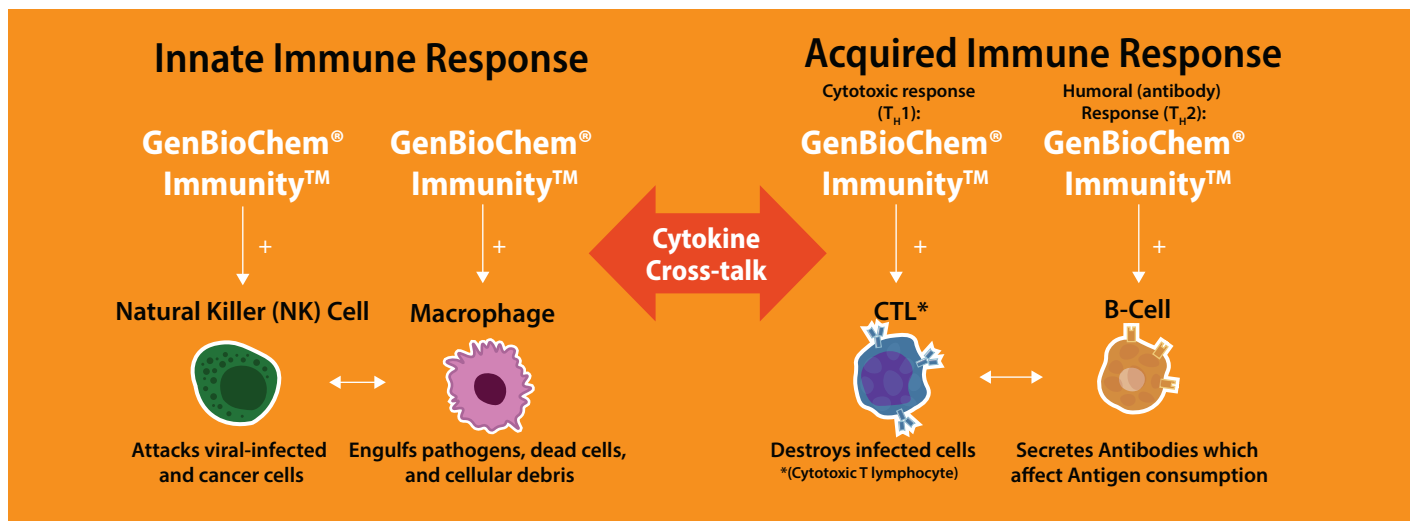 Innate Immune Response
GenBioChem®
Immunity™
+
Natural Killer (NK) Cell
Attacks viral-infected
and cancer cells
GenBioChem®
Immunity™
+
Macrophage
Engulfs pathogens, dead cells,
and cellular debris
Cytokine
Cross-talk
Acquired Immune Response
Cytotoxic response
(TH1):
GenBioChem®
Immunity™
+
CTL*
Destroys infected cells
*(Cytotoxic T lymphocyte)
Humoral (antibody)
Response (TH2):
GenBioChem®
Immunity™
+
B-Cell
Secretes Antibodies which
affect Antigen consumption